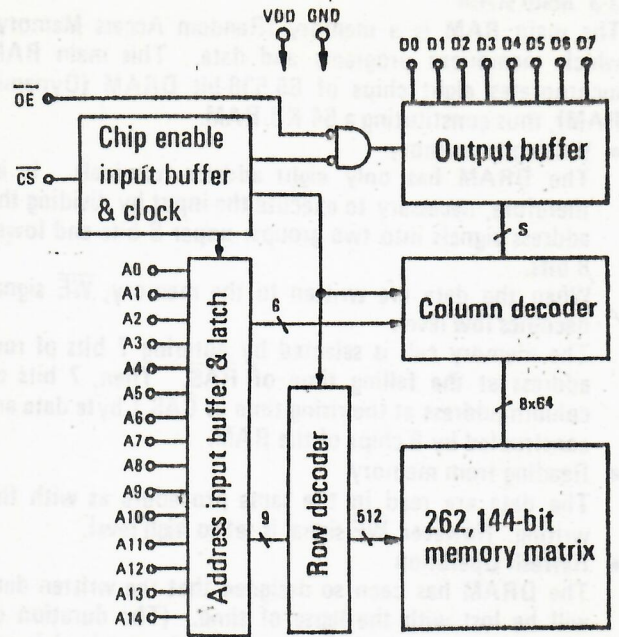 VDD GND
D0 D1 D2 D3 D4 D5 D6 D7
OE
CS
Chip enable
input buffer
& clock
Output buffer
S
A0
A1
A2
A3
A4
A5
A6
A7
A8
A9
A10
A11
A12
A13
A14
Address input buffer & latch
6
Column decoder
8x64
Row decoder
512
262,144-bit
memory matrix